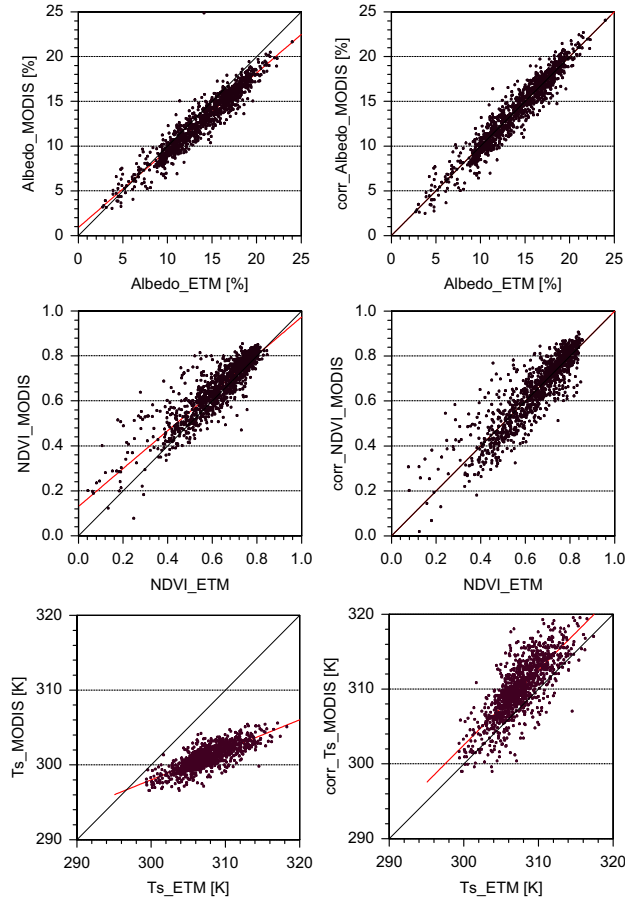 25
20
15
10
5
0
Albedo_MODIS [%]
0 5 10 15 20 25
Albedo_ETM [%]
25
20
15
10
5
0
corr_Albedo_MODIS [%]
0 5 10 15 20 25
Albedo_ETM [%]
1.0
0.8
0.6
0.4
0.2
0.0
NDVI_MODIS
0.0 0.2 0.4 0.6 0.8 1.0
NDVI_ETM
1.0
0.8
0.6
0.4
0.2
0.0
corr_NDVI_MODIS
0.0 0.2 0.4 0.6 0.8 1.0
NDVI_ETM
320
310
300
290
Ts_MODIS [K]
290 300 310 320
Ts_ETM [K]
320
310
300
290
corr_Ts_MODIS [K]
290 300 310 320
Ts_ETM [K]